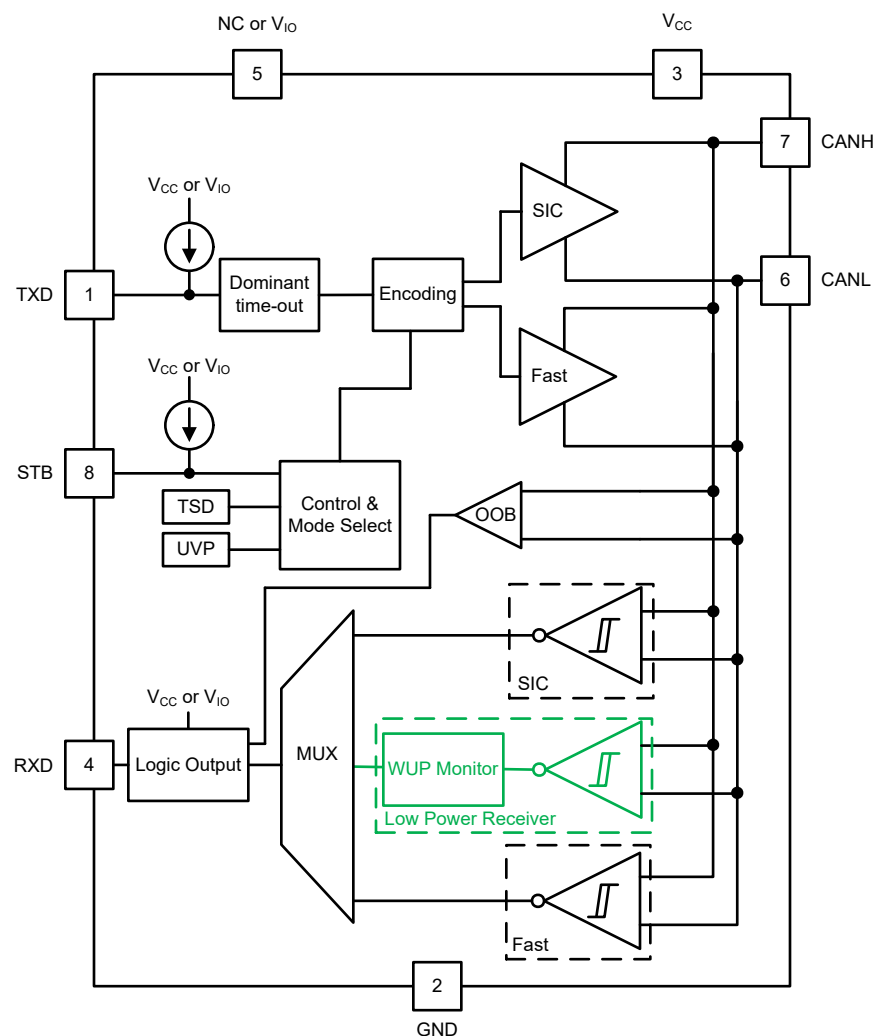 NC or VIO
VCC
5
3
7
CANH
VCC or VIO
SIC
TXD
1
Dominant
time-out
Encoding
6
CANL
VCC or VIO
Fast
STB
8
Control &
Mode Select
TSD
UVP
OOB
SIC
VCC or VIO
RXD
4
Logic Output
MUX
WUP Monitor
Low Power Receiver
Fast
2
GND